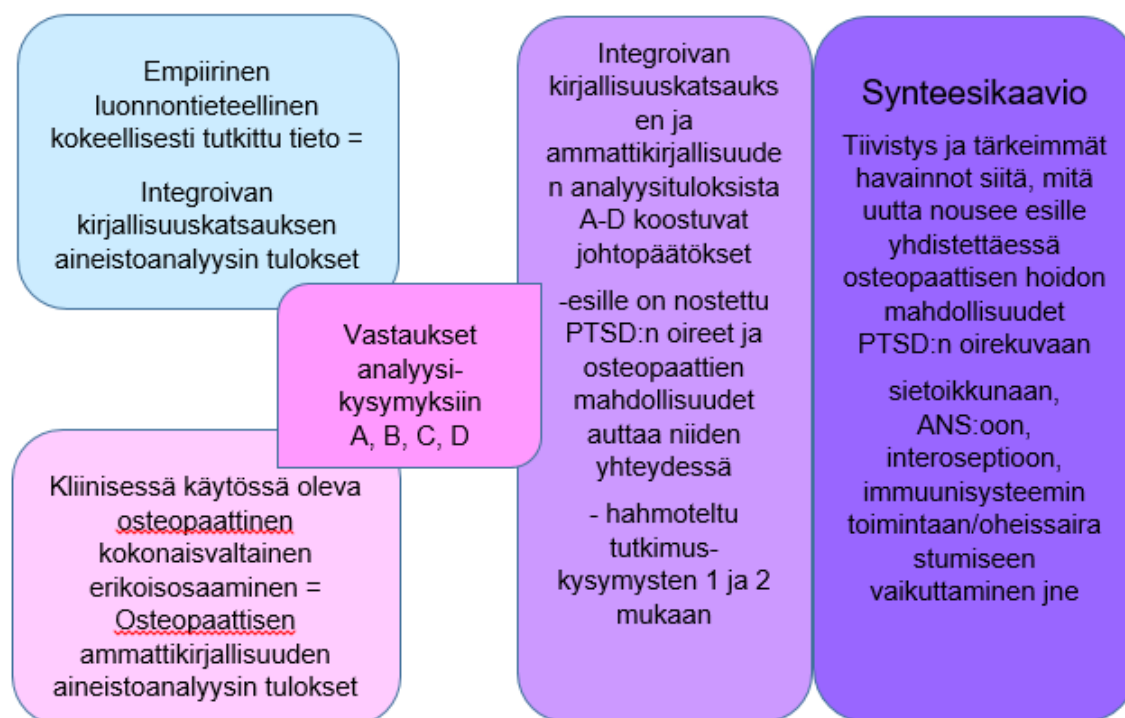 Empiirinen
luonnontieteellinen
kokeellisesti tutkittu tieto =
Integroivan
kirjallisuuskatsauksen
aineistoanalyysin tulokset
Kliinisessä käytössä oleva
osteopaattinen
kokonaisvaltainen
erikoisosaaminen =
Osteopaattisen
ammattikirjallisuuden
aineistoanalyysin tulokset
Vastaukset
analyysi-
kysymyksiin
A, B, C, D
Integroivan
kirjallisuuskatsauks
en ja
ammattikirjallisuude
n analyysituloksista
A-D koostuvat
johtopäätökset
-esille on nostettu
PTSD:n oireet ja
osteopaattien
mahdollisuudet
auttaa niiden
yhteydessä
- hahmoteltu
tutkimus-
kysymysten 1 ja 2
mukaan
Synteesikaavio
Tiivistys ja tärkeimmät
havainnot siitä, mitä
uutta nousee esille
yhdistettäessä
osteopaattisen hoidon
mahdollisuudet
PTSD:n oirekuvaan
sietoikkunaan,
ANS:oon,
interoseptioon,
immuunisysteemin
toimintaan/oheissaira
stumiseen
vaikuttaminen jne